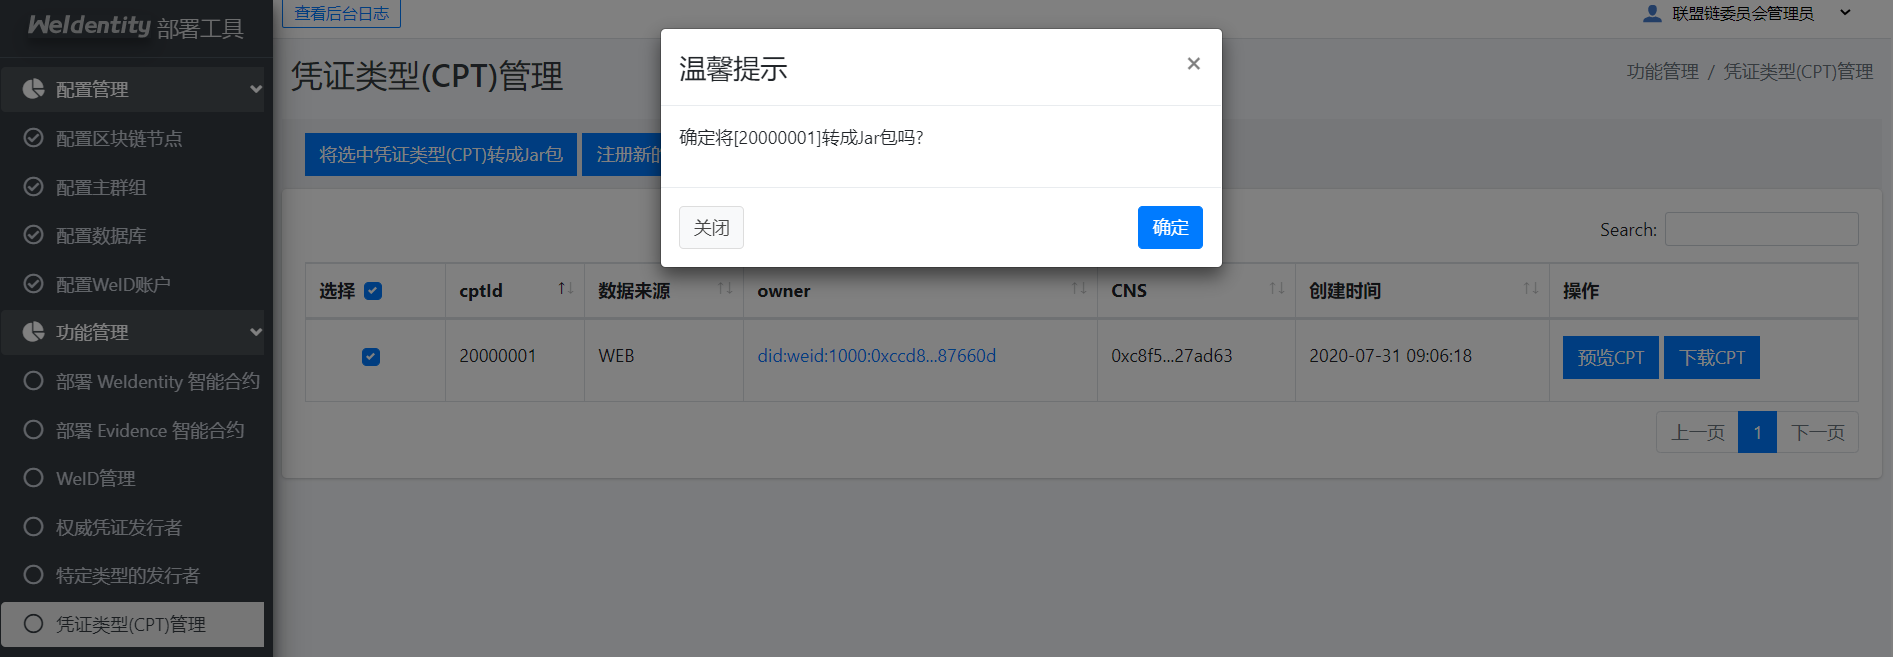 WeIdentity 部署工具
查看后台日志
联盟链委员会管理员
配置管理
配置区块链节点
配置主群组
配置数据库
配置WeID账户
功能管理
部署 WeIdentity 智能合约
部署 Evidence 智能合约
WeID管理
权威凭证发行者
特定类型的发行者
凭证类型(CPT)管理
凭证类型(CPT)管理
功能管理 / 凭证类型(CPT)管理
将选中凭证类型(CPT)转成Jar包
注册新的
温馨提示
×
确定将[20000001]转成Jar包吗?
关闭
确定
Search:
选择 cptId 数据来源 owner CNS 创建时间 操作
20000001 WEB did:weid:1000:0xccd8...87660d 0xc8f5...27ad63 2020-07-31 09:06:18 预览CPT 下载CPT
上一页 1 下一页